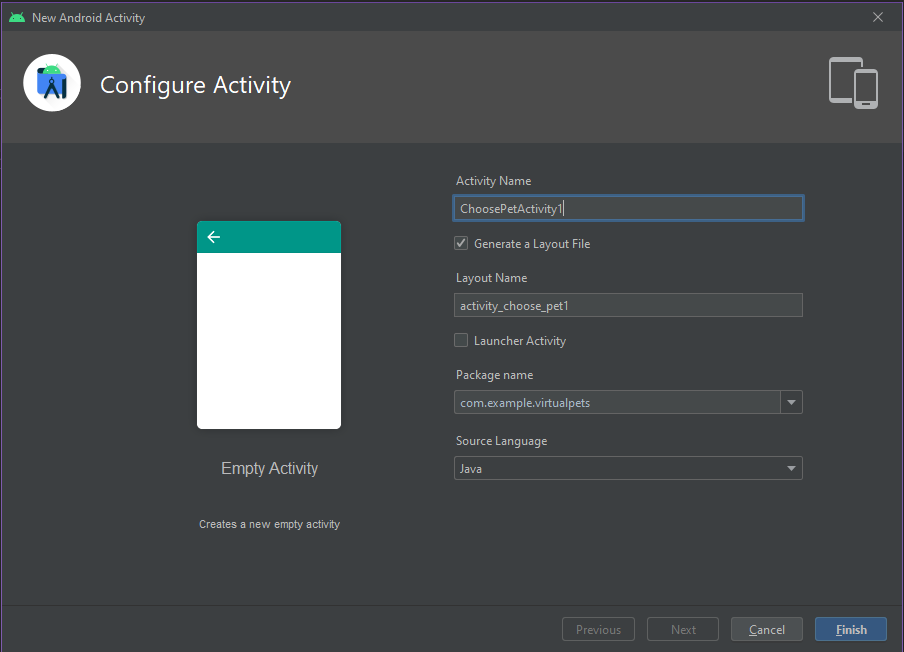 New Android Activity
Configure Activity
Activity Name
ChoosePetActivity1
Generate a Layout File
Layout Name
activity_choose_pet1
Launcher Activity
Package name
com.example.virtualpets
Source Language
Java
Empty Activity
Creates a new empty activity
Previous
Next
Cancel
Finish